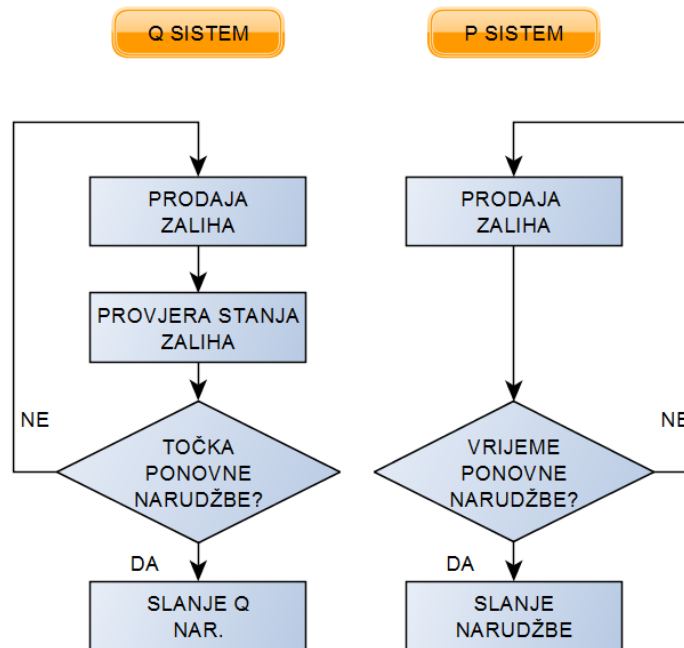 Q SISTEM
P SISTEM
PRODAJA
ZALIHA
PROVJERA STANJA
ZALIHA
NE
TOČKA
PONOVNE
NARUDŽBE?
DA
SLANJE Q
NAR.
PRODAJA
ZALIHA
VRIJEME
PONOVNE
NARUDŽBE?
NE
DA
SLANJE
NARUDŽBE